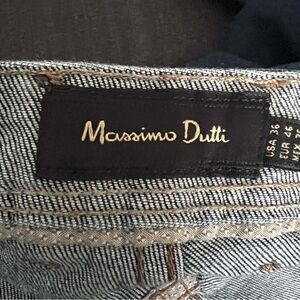 Massimo Dutti
USA 36
EUR 46